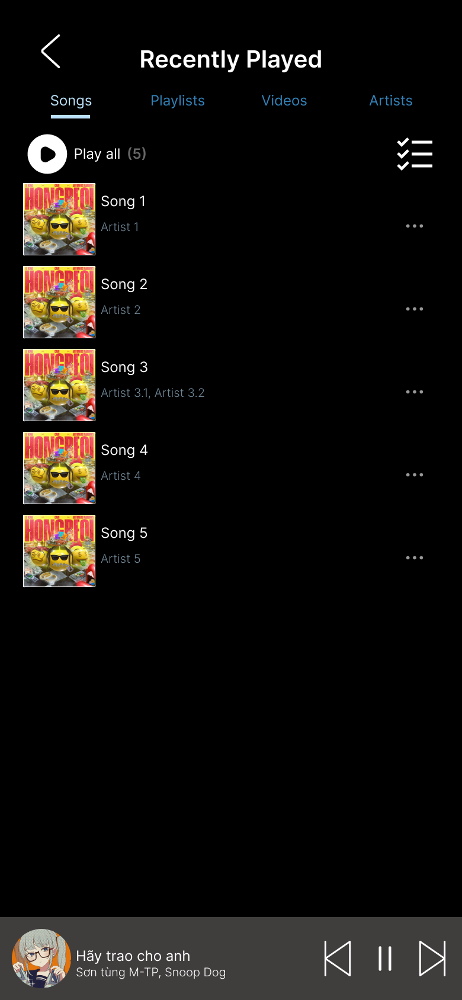 Recently Played
Songs Playlists Videos Artists
Play all (5)
Song 1
Artist 1
Song 2
Artist 2
Song 3
Artist 3.1, Artist 3.2
Song 4
Artist 4
Song 5
Artist 5
Hãy trao cho anh
Sơn tùng M-TP, Snoop Dog